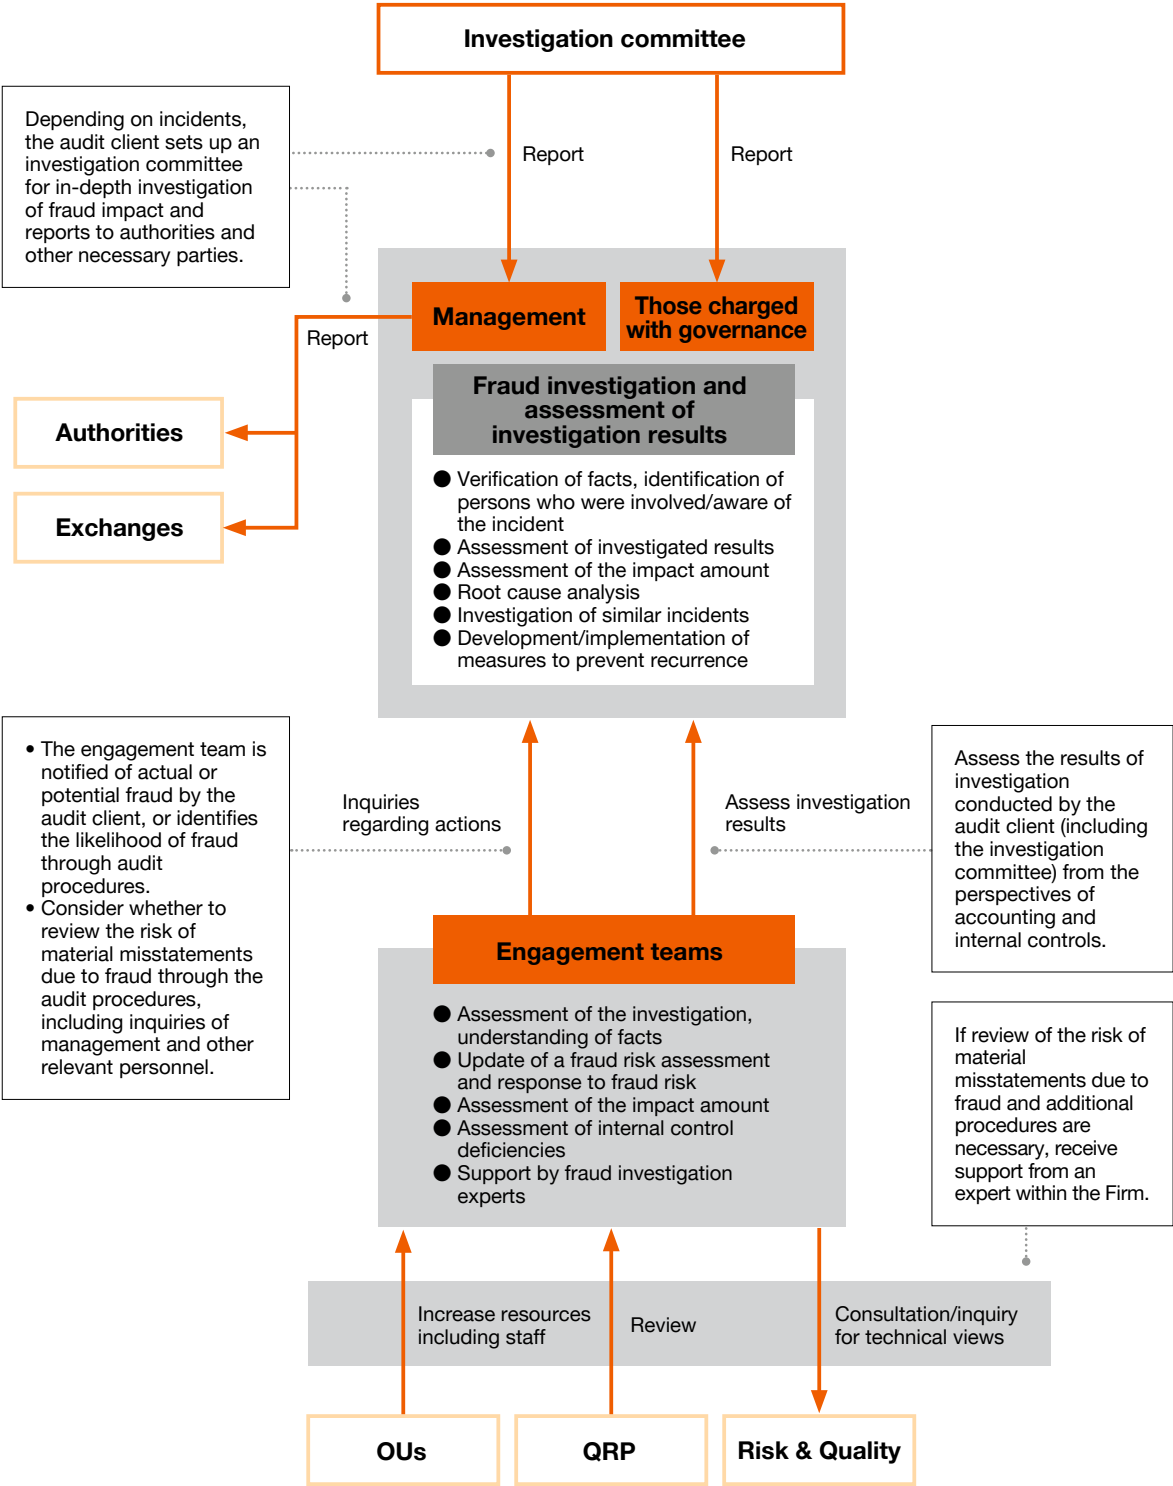 Investigation committee
Depending on incidents,
the audit client sets up an
investigation committee
for in-depth investigation
of fraud impact and
reports to authorities and
other necessary parties.
Report
Report
Management
Those charged
with governance
Report
Fraud investigation and
assessment of
investigation results
Authorities
Exchanges
● Verification of facts, identification of
persons who were involved/aware of
the incident
● Assessment of investigated results
● Assessment of the impact amount
● Root cause analysis
● Investigation of similar incidents
● Development/implementation of
measures to prevent recurrence
• The engagement team is
notified of actual or
potential fraud by the
audit client, or identifies
the likelihood of fraud
through audit
procedures.
• Consider whether to
review the risk of
material misstatements
due to fraud through the
audit procedures,
including inquiries of
management and other
relevant personnel.
Inquiries
regarding actions
Assess investigation
results
Assess the results of
investigation
conducted by the
audit client (including
the investigation
committee) from the
perspectives of
accounting and
internal controls.
Engagement teams
● Assessment of the investigation,
understanding of facts
● Update of a fraud risk assessment
and response to fraud risk
● Assessment of the impact amount
● Assessment of internal control
deficiencies
● Support by fraud investigation
experts
If review of the risk of
material
misstatements due to
fraud and additional
procedures are
necessary, receive
support from an
expert within the Firm.
Increase resources
including staff
Review
Consultation/inquiry
for technical views
OUs
QRP
Risk & Quality